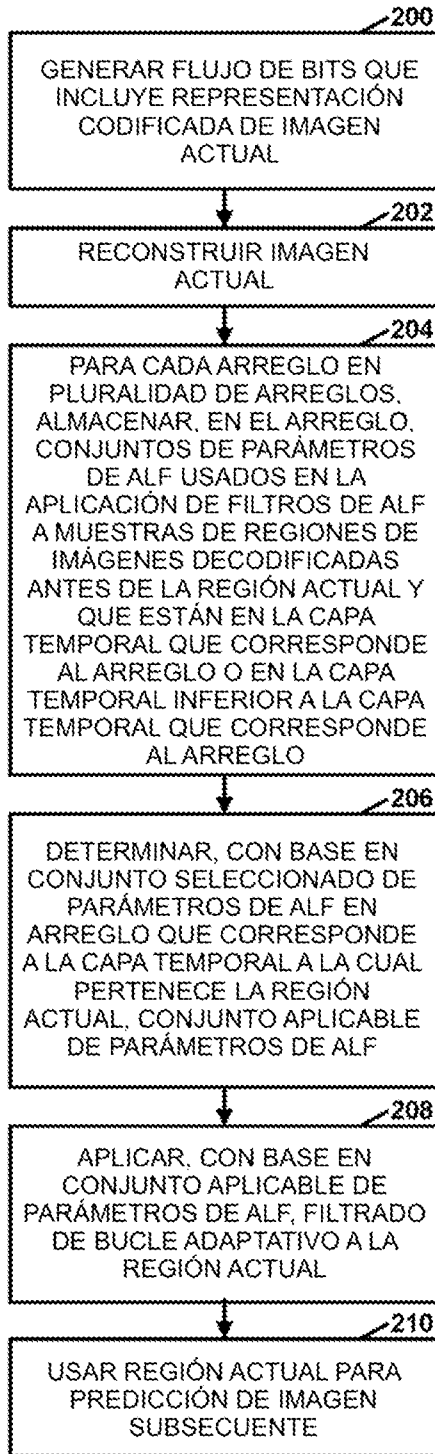 200
GENERAR FLUJO DE BITS QUE
INCLUYE REPRESENTACIÓN
CODIFICADA DE IMAGEN
ACTUAL
202
RECONSTRUIR IMAGEN
ACTUAL
204
PARA CADA ARREGLO EN
PLURALIDAD DE ARREGLOS,
ALMACENAR, EN EL ARREGLO,
CONJUNTOS DE PARÁMETROS
DE ALF USADOS EN LA
APLICACIÓN DE FILTROS DE ALF
A MUESTRAS DE REGIONES DE
IMÁGENES DECODIFICADAS
ANTES DE LA REGIÓN ACTUAL Y
QUE ESTÁN EN LA CAPA
TEMPORAL QUE CORRESPONDE
AL ARREGLO O EN LA CAPA
TEMPORAL INFERIOR A LA CAPA
TEMPORAL QUE CORRESPONDE
AL ARREGLO
206
DETERMINAR, CON BASE EN
CONJUNTO SELECCIONADO DE
PARÁMETROS DE ALF EN
ARREGLO QUE CORRESPONDE
A LA CAPA TEMPORAL A LA CUAL
PERTENECE LA REGIÓN
ACTUAL, CONJUNTO APLICABLE
DE PARÁMETROS DE ALF
208
APLICAR, CON BASE EN
CONJUNTO APLICABLE DE
PARÁMETROS DE ALF, FILTRADO
DE BUCLE ADAPTATIVO A LA
REGIÓN ACTUAL
210
USAR REGIÓN ACTUAL PARA
PREDICCIÓN DE IMAGEN
SUBSECUENTE